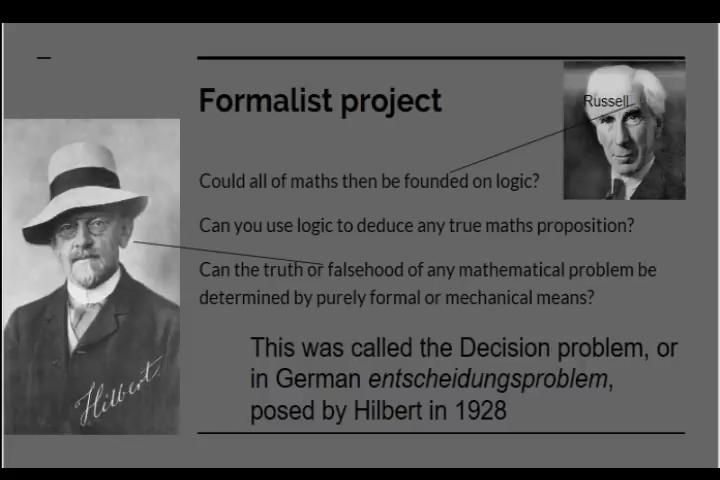 Formalist project
Russell
Could all of maths then be founded on logic?
Can you use logic to deduce any true maths proposition?
Can the truth or falsehood of any mathematical problem be
determined by purely formal or mechanical means?
Hilbert
This was called the Decision problem, or
in German entscheidungsproblem,
posed by Hilbert in 1928